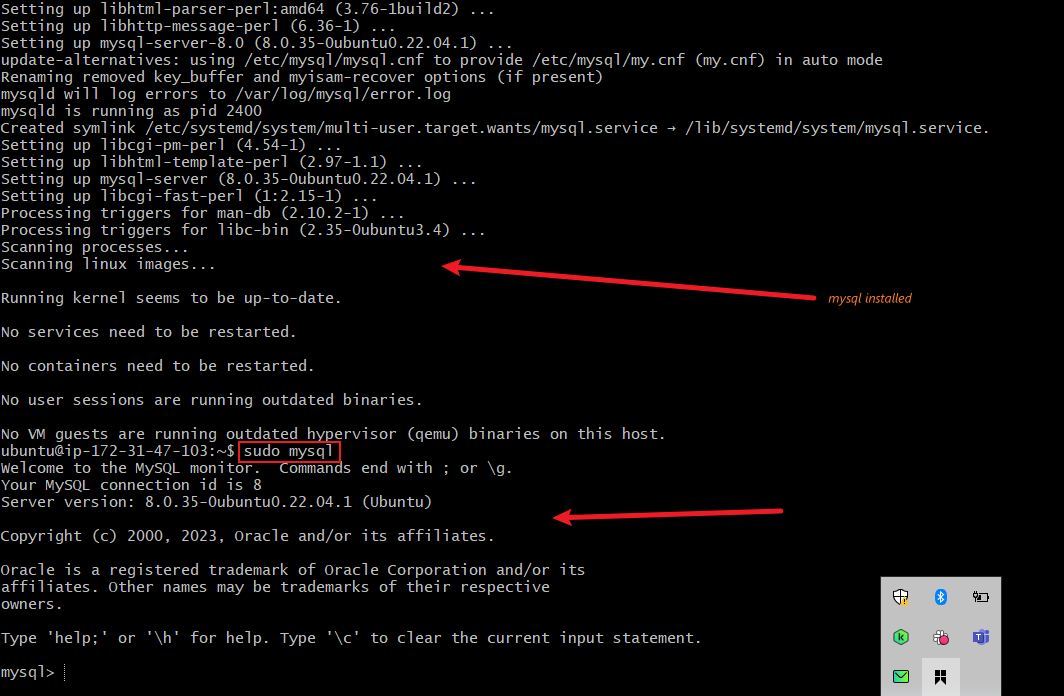 Setting up libhtml-parser-perl:amd64 (3.76-1build2) ...
Setting up libhttp-message-perl (6.36-1) ...
Setting up mysql-server-8.0 (8.0.35-0ubuntu0.22.04.1) ...
update-alternatives: using /etc/mysql/mysql.cnf to provide /etc/mysql/my.cnf (my.cnf) in auto mode
Renaming removed key_buffer and myisam-recover options (if present)
mysqld will log errors to /var/log/mysql/error.log
mysqld is running as pid 2400
Created symlink /etc/systemd/system/multi-user.target.wants/mysql.service → /lib/systemd/system/mysql.service.
Setting up libcgi-pm-perl (4.54-1) ...
Setting up libhtml-template-perl (2.97-1.1) ...
Setting up mysql-server (8.0.35-0ubuntu0.22.04.1) ...
Setting up libcgi-fast-perl (1:2.15-1) ...
Processing triggers for man-db (2.10.2-1) ...
Processing triggers for libc-bin (2.35-0ubuntu3.4) ...
Scanning processes...
Scanning linux images...
Running kernel seems to be up-to-date.
mysql installed
No services need to be restarted.
No containers need to be restarted.
No user sessions are running outdated binaries.
No VM guests are running outdated hypervisor (qemu) binaries on this host.
ubuntu@ip-172-31-47-103:~$ sudo mysql
Welcome to the MySQL monitor.  Commands end with ; or \g.
Your MySQL connection id is 8
Server version: 8.0.35-0ubuntu0.22.04.1 (Ubuntu)
Copyright (c) 2000, 2023, Oracle and/or its affiliates.
Oracle is a registered trademark of Oracle Corporation and/or its
affiliates. Other names may be trademarks of their respective
owners.
Type 'help;' or '\h' for help. Type '\c' to clear the current input statement.
mysql>